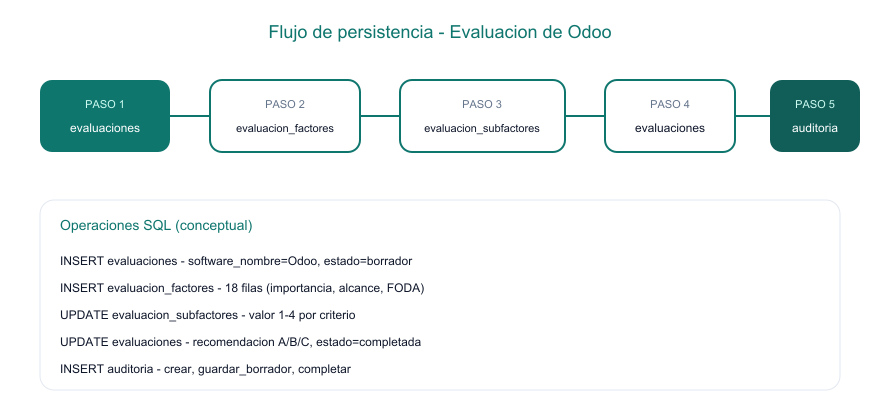 Flujo de persistencia - Evaluacion de Odoo
PASO 1
evaluaciones
PASO 2
evaluacion_factores
PASO 3
evaluacion_subfactores
PASO 4
evaluaciones
PASO 5
auditoria
Operaciones SQL (conceptual)
INSERT evaluaciones - software_nombre=Odoo, estado=borrador
INSERT evaluacion_factores - 18 filas (importancia, alcance, FODA)
UPDATE evaluacion_subfactores - valor 1-4 por criterio
UPDATE evaluaciones - recomendacion A/B/C, estado=completada
INSERT auditoria - crear, guardar_borrador, completar